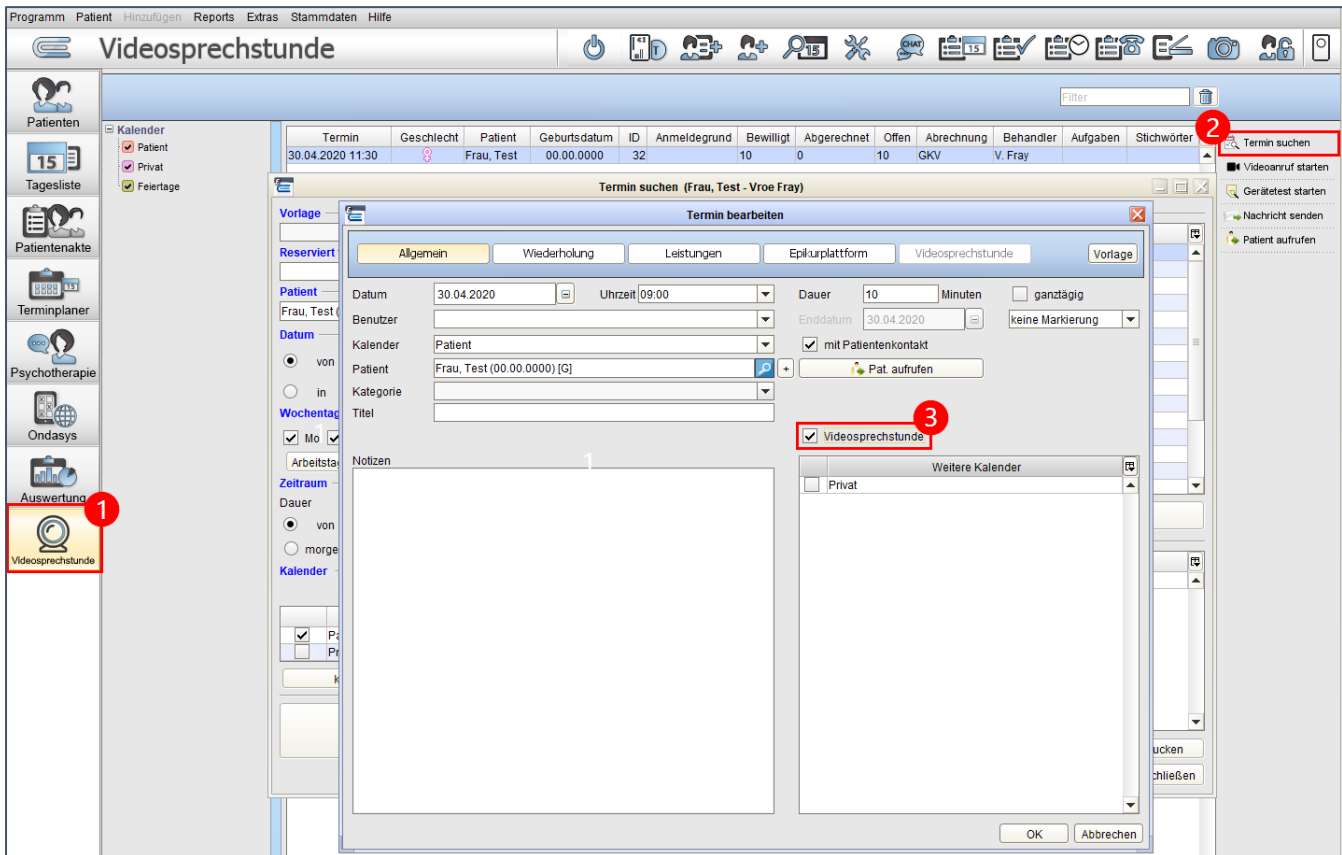 Programm Patient Hinzufügen Reports Extras Stammdaten Hilfe
Videosprechstunde
T 15 CHAT 15
Patienten
15
Tagesliste
Patientenakte
Terminplaner
Psychotherapie
Ondasys
Auswertung
1
Videosprechstunde
Filter
Kalender
Patient
Privat
Feiertage
Termin Geschlecht Patient Geburtsdatum ID Anmeldegrund Bewilligt Abgerechnet Offen Abrechnung Behandler Aufgaben Stichwörter
30.04.2020 11:30 Frau, Test 00.00.0000 32 10 0 10 GKV V. Fray
2
Termin suchen
Videoanruf starten
Gerätetest starten
Nachricht senden
Patient aufrufen
Termin suchen (Frau, Test - Vroe Fray)
Vorlage
Reserviert
Patient
Frau, Test (
Datum
von
in
Wochentag
1
Mo
Arbeitsta
Zeitraum
Dauer
von
morge
Kalender
Pa
Pr
k
ucken
chließen
Termin bearbeiten
Allgemein Wiederholung Leistungen Epikurplattform Videosprechstunde Vorlage
Datum 30.04.2020 Uhrzeit 09:00 Dauer 10 Minuten ganztägig
Benutzer Enddatum 30.04.2020 keine Markierung
Kalender Patient mit Patientenkontakt
Patient Frau, Test (00.00.0000) [G] + Pat. aufrufen
Kategorie
Titel
3
Videosprechstunde
Notizen
1
Weitere Kalender
Privat
OK Abbrechen